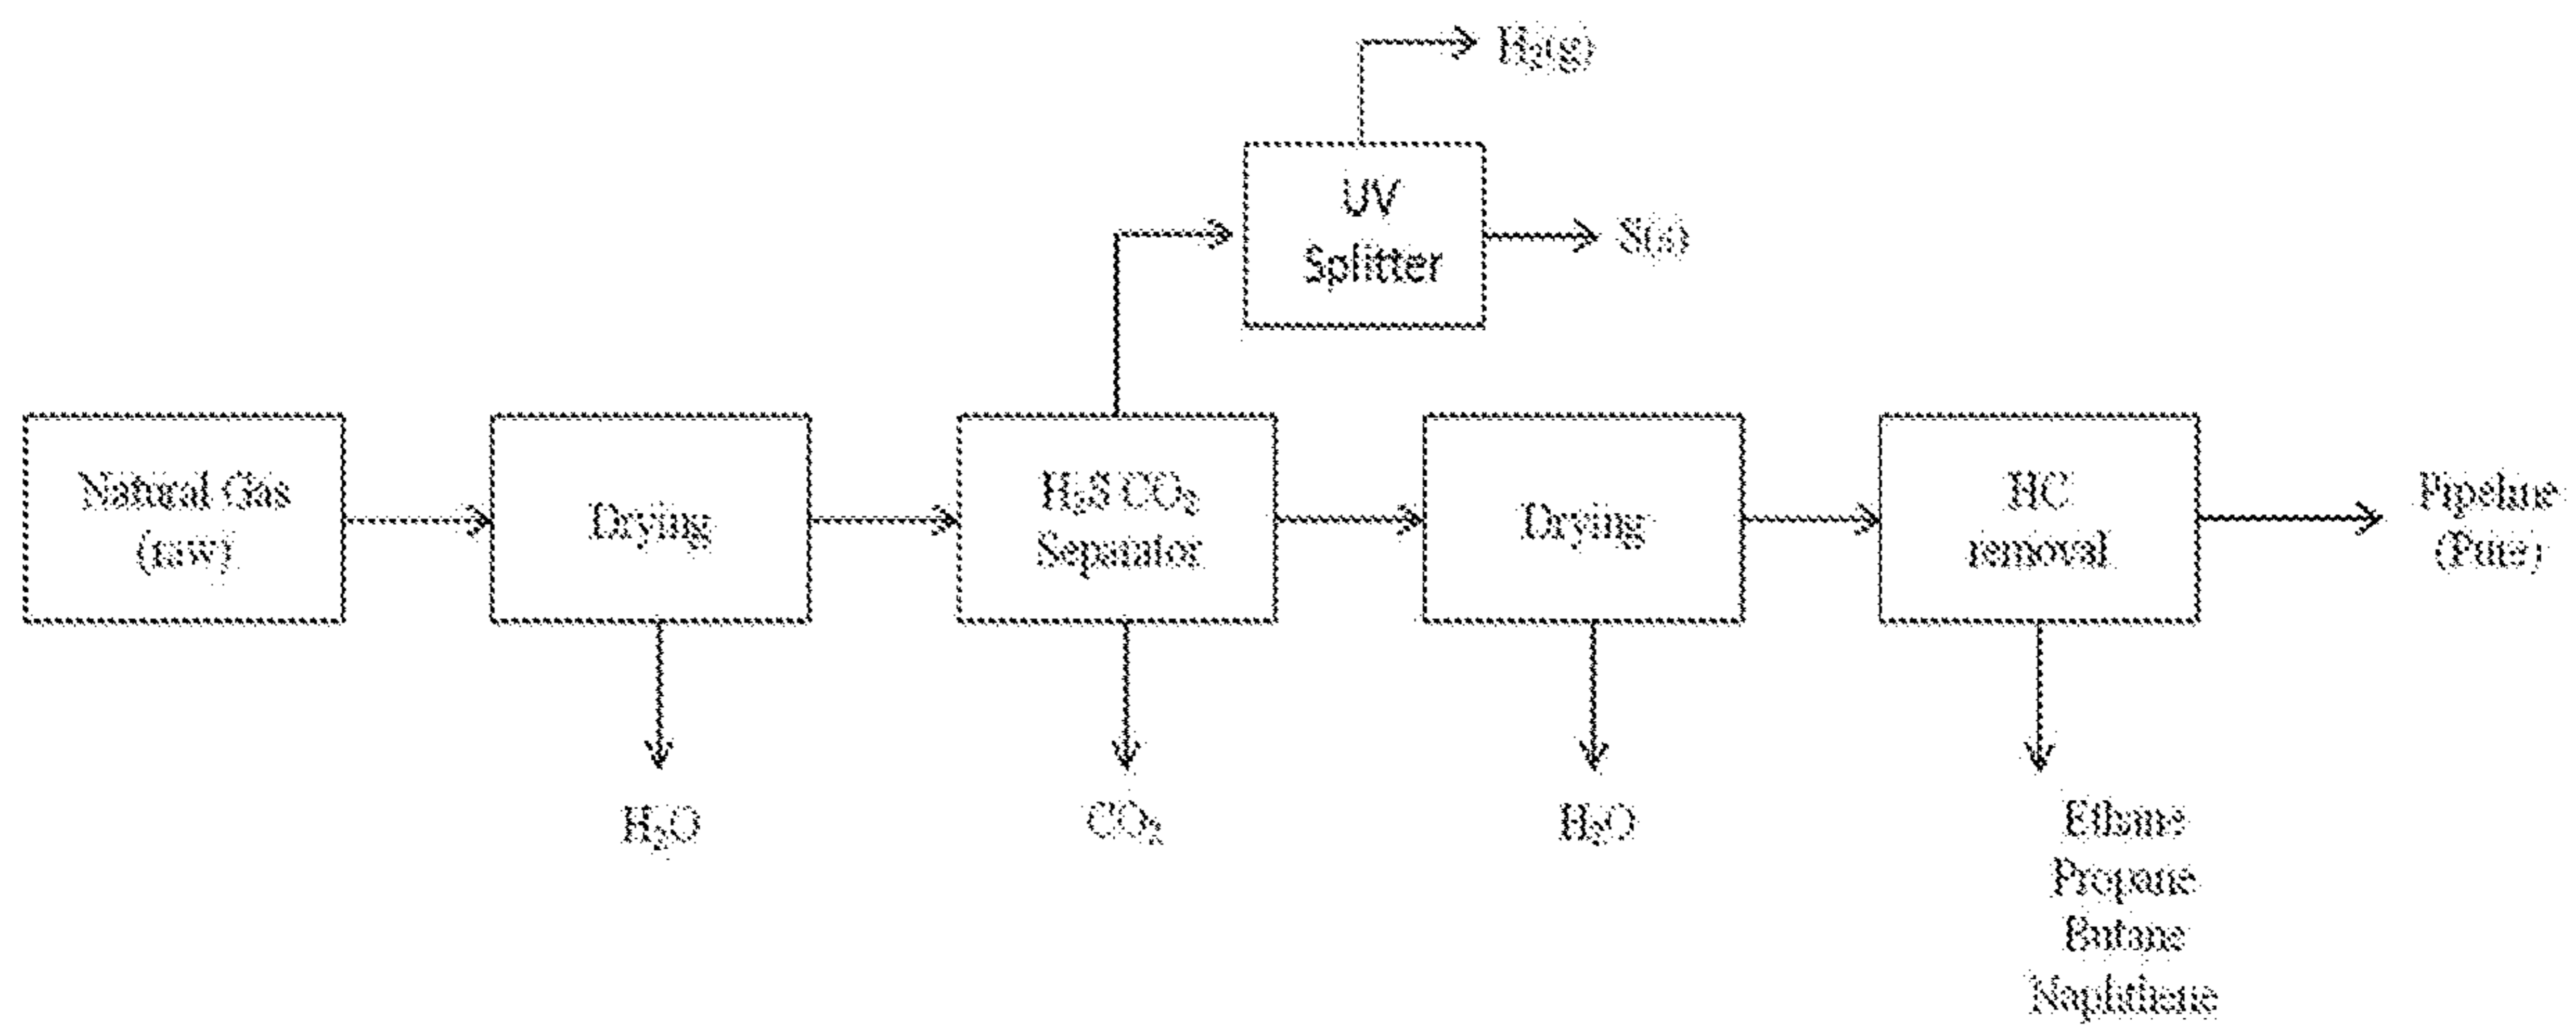 H₂(g)
UV
Splitter
S(s)
Natural Gas
(raw)
Drying
H₂S CO₂
Separator
Drying
HC
removal
Pipeline
(Pure)
H₂O
CO₂
H₂O
Ethane
Propane
Butane
Naphthene